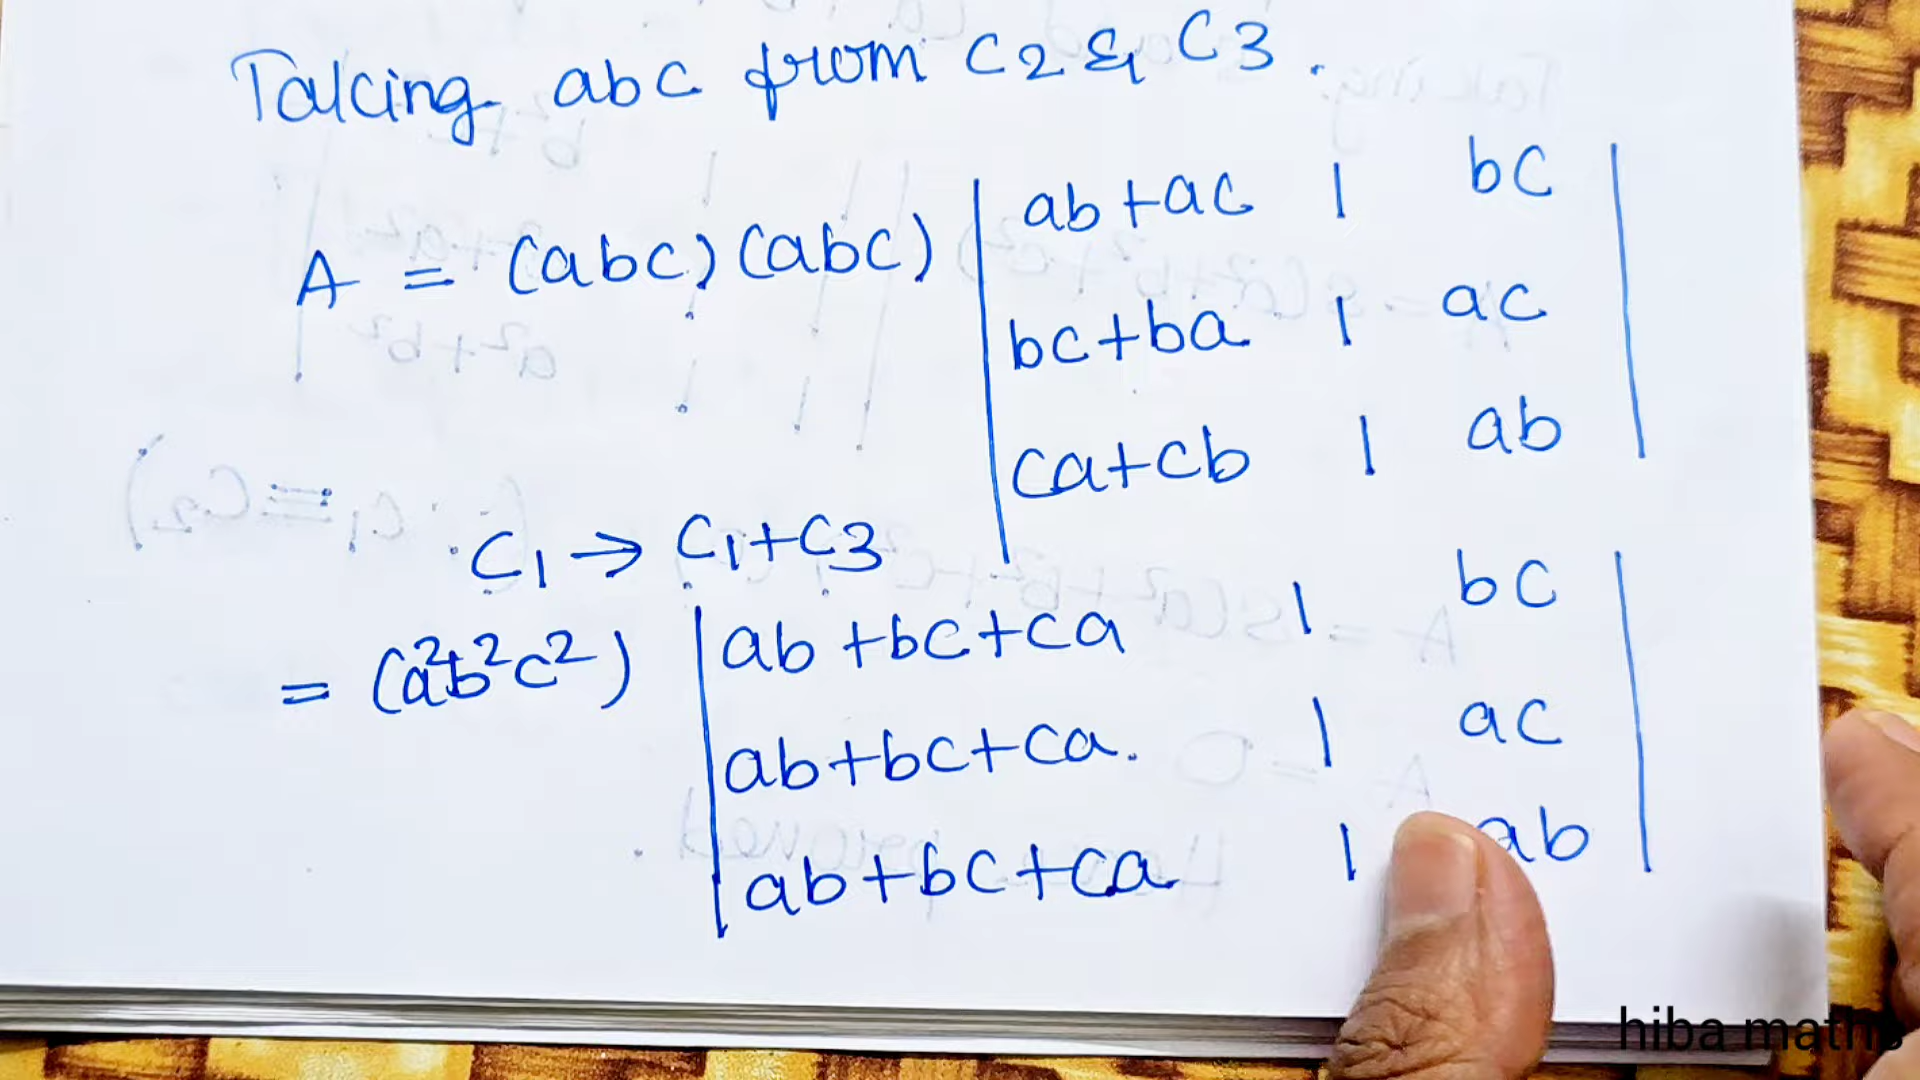 Taking abc from C2 & C3.
A = (abc)(abc) | ab+ac 1 bc |
| bc+ba 1 ac |
| ca+cb 1 ab |
C1 → C1+C3
= (a²b²c²) | ab+bc+ca 1 bc |
| ab+bc+ca. 1 ac |
| ab+bc+ca 1 ab |
hiba maths